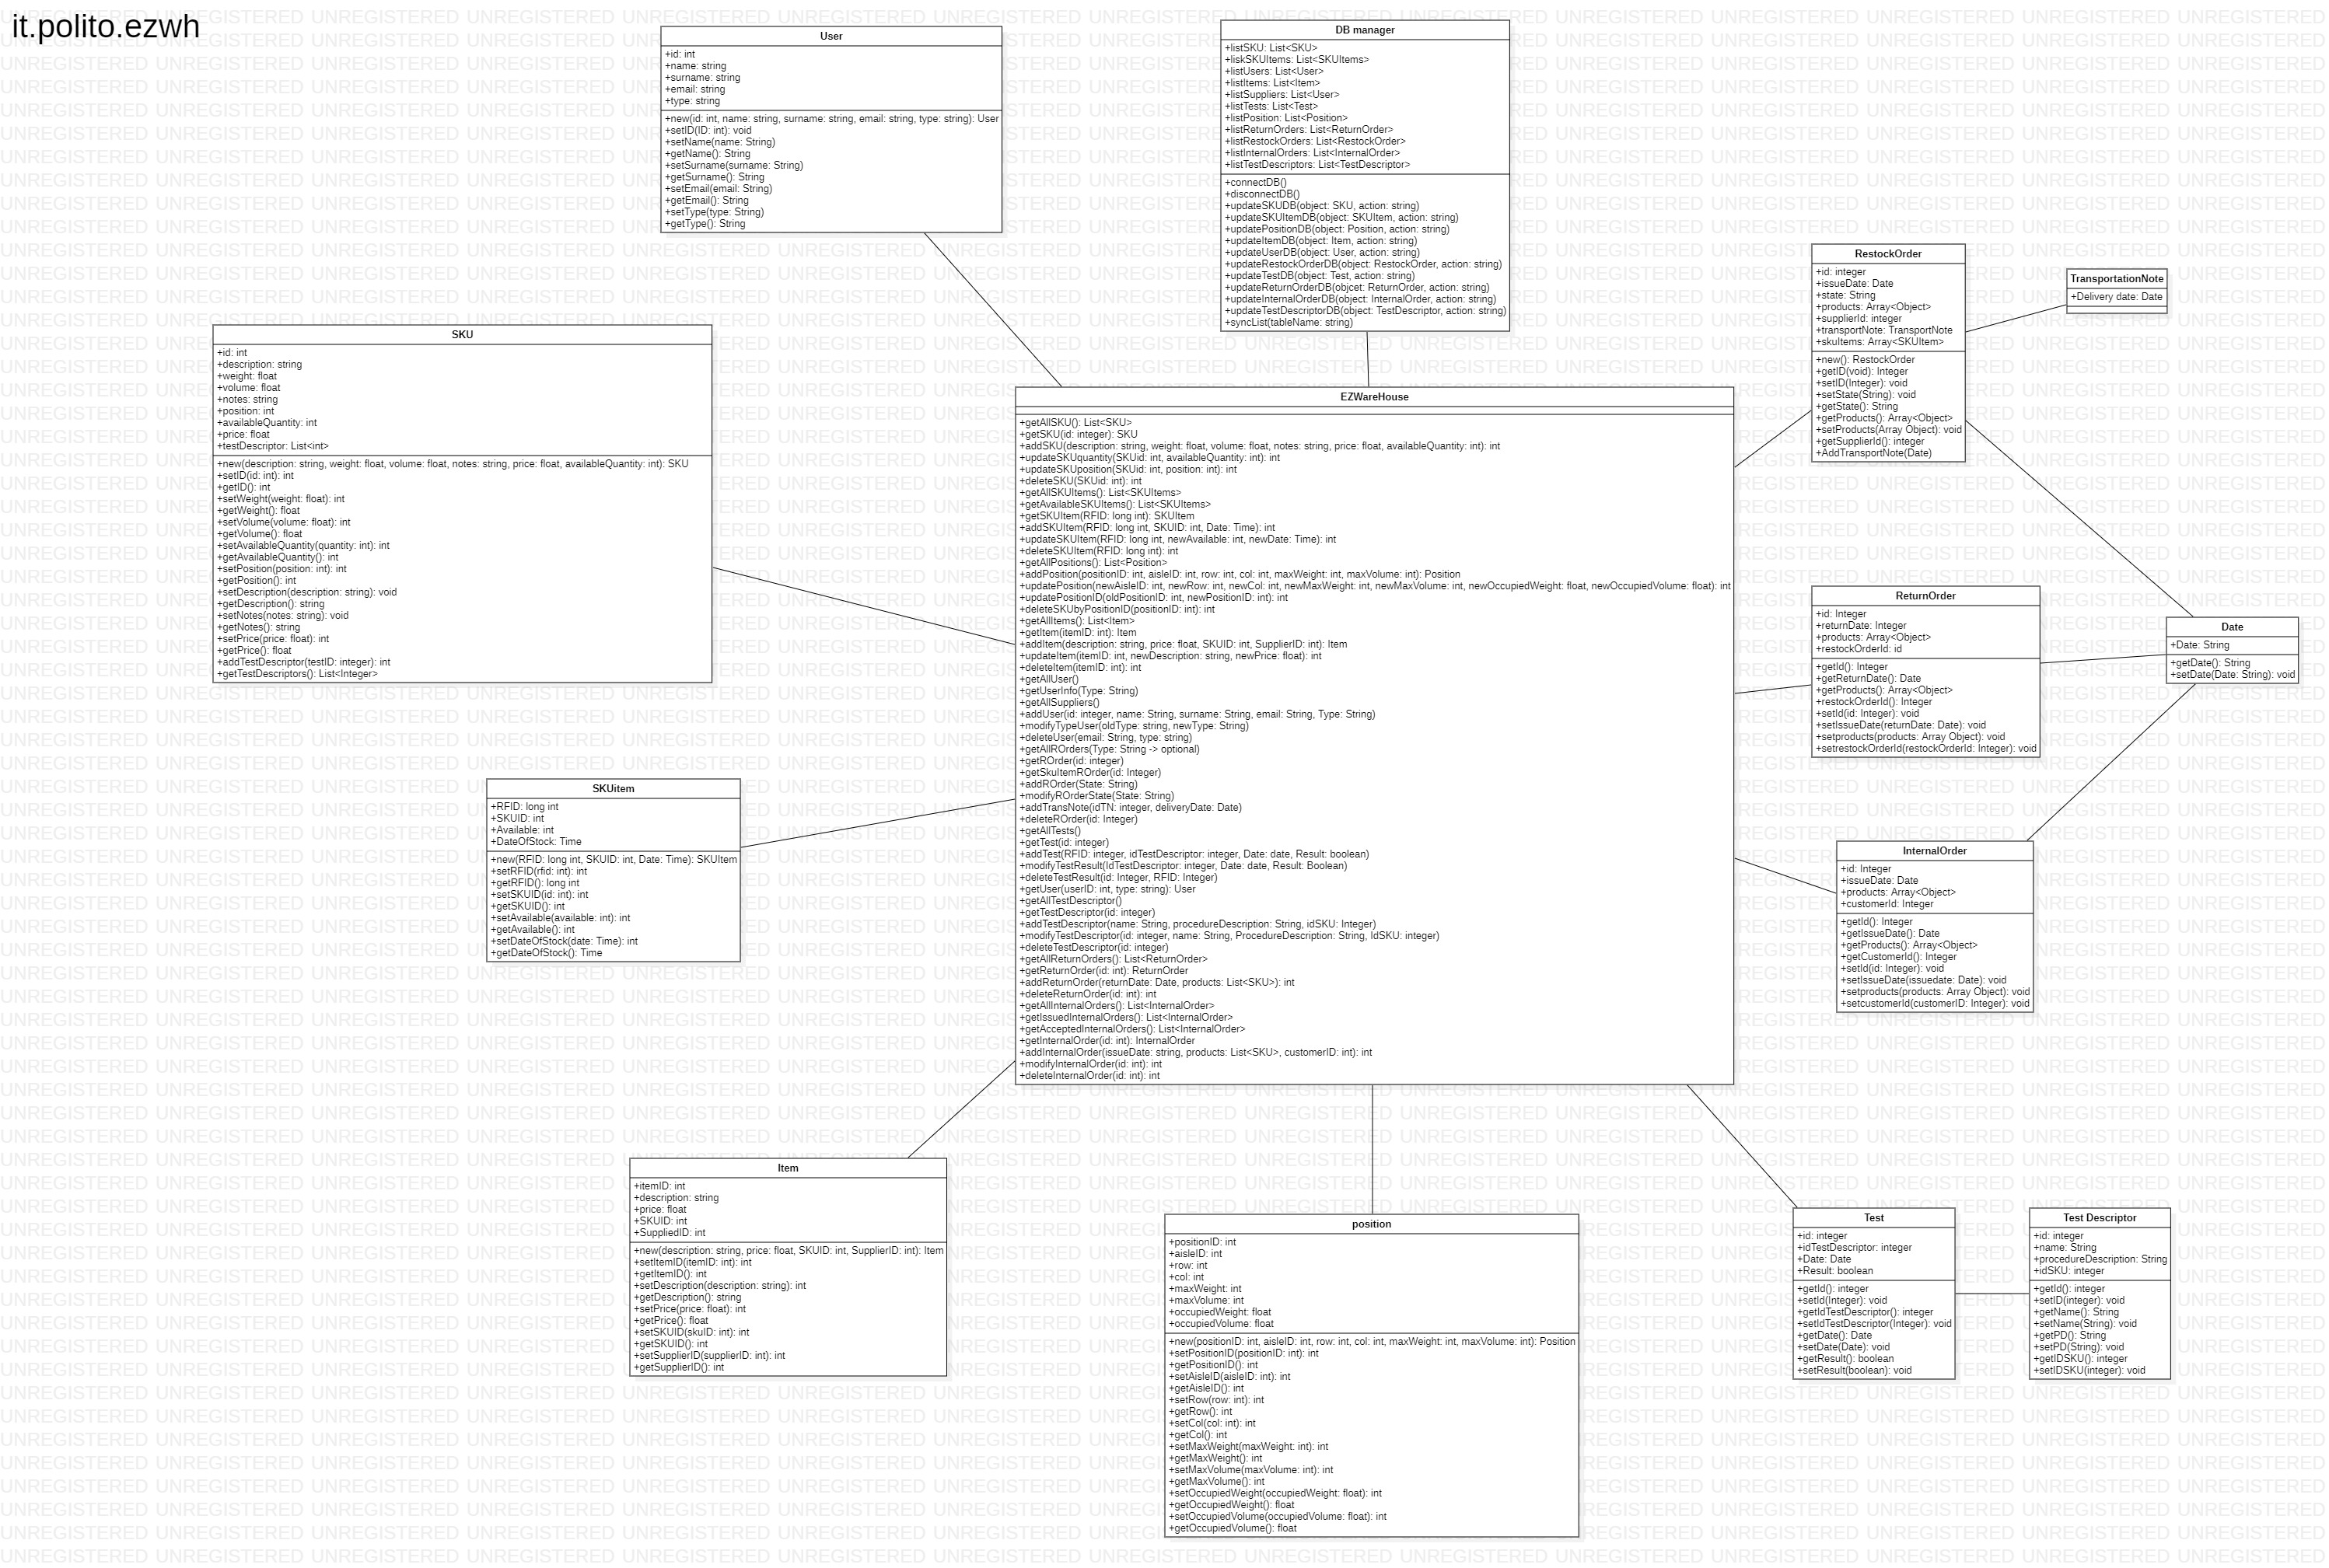 it.polito.ezwh
User
+id: int
+name: string
+surname: string
+email: string
+type: string
+new(id: int, name: string, surname: string, email: string, type: string): User
+setID(ID: int): void
+setName(name: String)
+getName(): String
+setSurname(surname: String)
+getSurname(): String
+setEmail(email: String)
+getEmail(): String
+setType(type: String)
+getType(): String
DB manager
+listSKU: List<SKU>
+liskSKUItems: List<SKUItems>
+listUsers: List<User>
+listItems: List<Item>
+listSuppliers: List<User>
+listTests: List<Test>
+listPosition: List<Position>
+listReturnOrders: List<ReturnOrder>
+listRestockOrders: List<RestockOrder>
+listInternalOrders: List<InternalOrder>
+listTestDescriptors: List<TestDescriptor>
+connectDB()
+disconnectDB()
+updateSKUDB(object: SKU, action: string)
+updateSKUItemDB(object: SKUItem, action: string)
+updatePositionDB(object: Position, action: string)
+updateItemDB(object: Item, action: string)
+updateUserDB(object: User, action: string)
+updateRestockOrderDB(object: RestockOrder, action: string)
+updateTestDB(object: Test, action: string)
+updateReturnOrderDB(objcet: ReturnOrder, action: string)
+updateInternalOrderDB(object: InternalOrder, action: string)
+updateTestDescriptorDB(object: TestDescriptor, action: string)
+syncList(tableName: string)
RestockOrder
+id: integer
+issueDate: Date
+state: String
+products: Array<Object>
+supplierId: integer
+transportNote: TransportNote
+skuItems: Array<SKUItem>
+new(): RestockOrder
+getID(void): Integer
+setID(Integer): void
+setState(String): void
+getState(): String
+getProducts(): Array<Object>
+setProducts(Array Object): void
+getSupplierId(): integer
+AddTransportNote(Date)
TransportationNote
+Delivery date: Date
SKU
+id: int
+description: string
+weight: float
+volume: float
+notes: string
+position: int
+availableQuantity: int
+price: float
+testDescriptor: List<int>
+new(description: string, weight: float, volume: float, notes: string, price: float, availableQuantity: int): SKU
+setID(id: int): int
+getID(): int
+setWeight(weight: float): int
+getWeight(): float
+setVolume(volume: float): int
+getVolume(): float
+setAvailableQuantity(quantity: int): int
+getAvailableQuantity(): int
+setPosition(position: int): int
+getPosition(): int
+setDescription(description: string): void
+getDescription(): string
+setNotes(notes: string): void
+getNotes(): string
+setPrice(price: float): int
+getPrice(): float
+addTestDescriptor(testID: integer): int
+getTestDescriptors(): List<Integer>
EZWareHouse
+getAllSKU(): List<SKU>
+getSKU(id: integer): SKU
+addSKU(description: string, weight: float, volume: float, notes: string, price: float, availableQuantity: int): int
+updateSKUquantity(SKUid: int, availableQuantity: int): int
+updateSKUposition(SKUid: int, position: int): int
+deleteSKU(SKUid: int): int
+getAllSKUItems(): List<SKUItems>
+getAvailableSKUItems(): List<SKUItems>
+getSKUItem(RFID: long int): SKUItem
+addSKUItem(RFID: long int, SKUID: int, Date: Time): int
+updateSKUItem(RFID: long int, newAvailable: int, newDate: Time): int
+deleteSKUItem(RFID: long int): int
+getAllPositions(): List<Position>
+addPosition(positionID: int, aisleID: int, row: int, col: int, maxWeight: int, maxVolume: int): Position
+updatePosition(newAisleID: int, newRow: int, newCol: int, newMaxWeight: int, newMaxVolume: int, newOccupiedWeight: float, newOccupiedVolume: float): int
+updatePositionID(oldPositionID: int, newPositionID: int): int
+deleteSKUbyPositionID(positionID: int): int
+getAllItems(): List<Item>
+getItem(itemID: int): Item
+addItem(description: string, price: float, SKUID: int, SupplierID: int): Item
+updateItem(itemID: int, newDescription: string, newPrice: float): int
+deleteItem(itemID: int): int
+getAllUser()
+getUserInfo(Type: String)
+getAllSuppliers()
+addUser(id: integer, name: String, surname: String, email: String, Type: String)
+modifyTypeUser(oldType: string, newType: String)
+deleteUser(email: String, type: string)
+getAllROrders(Type: String -> optional)
+getROrder(id: integer)
+getSkuItemROrder(id: Integer)
+addROrder(State: String)
+modifyROrderState(State: String)
+addTransNote(idTN: integer, deliveryDate: Date)
+deleteROrder(id: Integer)
+getAllTests()
+getTest(id: integer)
+addTest(RFID: integer, idTestDescriptor: integer, Date: date, Result: boolean)
+modifyTestResult(IdTestDescriptor: integer, Date: date, Result: Boolean)
+deleteTestResult(id: Integer, RFID: Integer)
+getUser(userID: int, type: string): User
+getAllTestDescriptor()
+getTestDescriptor(id: integer)
+addTestDescriptor(name: String, procedureDescription: String, idSKU: Integer)
+modifyTestDescriptor(id: integer, name: String, ProcedureDescription: String, IdSKU: integer)
+deleteTestDescriptor(id: integer)
+getAllReturnOrders(): List<ReturnOrder>
+getReturnOrder(id: int): ReturnOrder
+addReturnOrder(returnDate: Date, products: List<SKU>): int
+deleteReturnOrder(id: int): int
+getAllInternalOrders(): List<InternalOrder>
+getIssuedInternalOrders(): List<InternalOrder>
+getAcceptedInternalOrders(): List<InternalOrder>
+getInternalOrder(id: int): InternalOrder
+addInternalOrder(issueDate: string, products: List<SKU>, customerID: int): int
+modifyInternalOrder(id: int): int
+deleteInternalOrder(id: int): int
ReturnOrder
+id: Integer
+returnDate: Integer
+products: Array<Object>
+restockOrderId: id
+getId(): Integer
+getReturnDate(): Date
+getProducts(): Array<Object>
+restockOrderId(): Integer
+setId(id: Integer): void
+setIssueDate(returnDate: Date): void
+setproducts(products: Array Object): void
+setrestockOrderId(restockOrderId: Integer): void
Date
+Date: String
+getDate(): String
+setDate(Date: String): void
SKUitem
+RFID: long int
+SKUID: int
+Available: int
+DateOfStock: Time
+new(RFID: long int, SKUID: int, Date: Time): SKUItem
+setRFID(rfid: int): int
+getRFID(): long int
+setSKUID(id: int): int
+getSKUID(): int
+setAvailable(available: int): int
+getAvailable(): int
+setDateOfStock(date: Time): int
+getDateOfStock(): Time
InternalOrder
+id: Integer
+issueDate: Date
+products: Array<Object>
+customerId: Integer
+getId(): Integer
+getIssueDate(): Date
+getProducts(): Array<Object>
+getCustomerId(): Integer
+setId(id: Integer): void
+setIssueDate(issuedate: Date): void
+setproducts(products: Array Object): void
+setcustomerId(customerID: Integer): void
Item
+itemID: int
+description: string
+price: float
+SKUID: int
+SuppliedID: int
+new(description: string, price: float, SKUID: int, SupplierID: int): Item
+setItemID(itemID: int): int
+getItemID(): int
+setDescription(description: string): int
+getDescription(): string
+setPrice(price: float): int
+getPrice(): float
+setSKUID(skuID: int): int
+getSKUID(): int
+setSupplierID(supplierID: int): int
+getSupplierID(): int
position
+positionID: int
+aisleID: int
+row: int
+col: int
+maxWeight: int
+maxVolume: int
+occupiedWeight: float
+occupiedVolume: float
+new(positionID: int, aisleID: int, row: int, col: int, maxWeight: int, maxVolume: int): Position
+setPositionID(positionID: int): int
+getPositionID(): int
+setAisleID(aisleID: int): int
+getAisleID(): int
+setRow(row: int): int
+getRow(): int
+setCol(col: int): int
+getCol(): int
+setMaxWeight(maxWeight: int): int
+getMaxWeight(): int
+setMaxVolume(maxVolume: int): int
+getMaxVolume(): int
+setOccupiedWeight(occupiedWeight: float): int
+getOccupiedWeight(): float
+setOccupiedVolume(occupiedVolume: float): int
+getOccupiedVolume(): float
Test
+id: integer
+idTestDescriptor: integer
+Date: Date
+Result: boolean
+getId(): integer
+setId(Integer): void
+getIdTestDescriptor(): integer
+setIdTestDescriptor(Integer): void
+getDate(): Date
+setDate(Date): void
+getResult(): boolean
+setResult(boolean): void
Test Descriptor
+id: integer
+name: String
+procedureDescription: String
+idSKU: integer
+getId(): integer
+setID(integer): void
+getName(): String
+setName(String): void
+getPD(): String
+setPD(String): void
+getIDSKU(): integer
+setIDSKU(integer): void